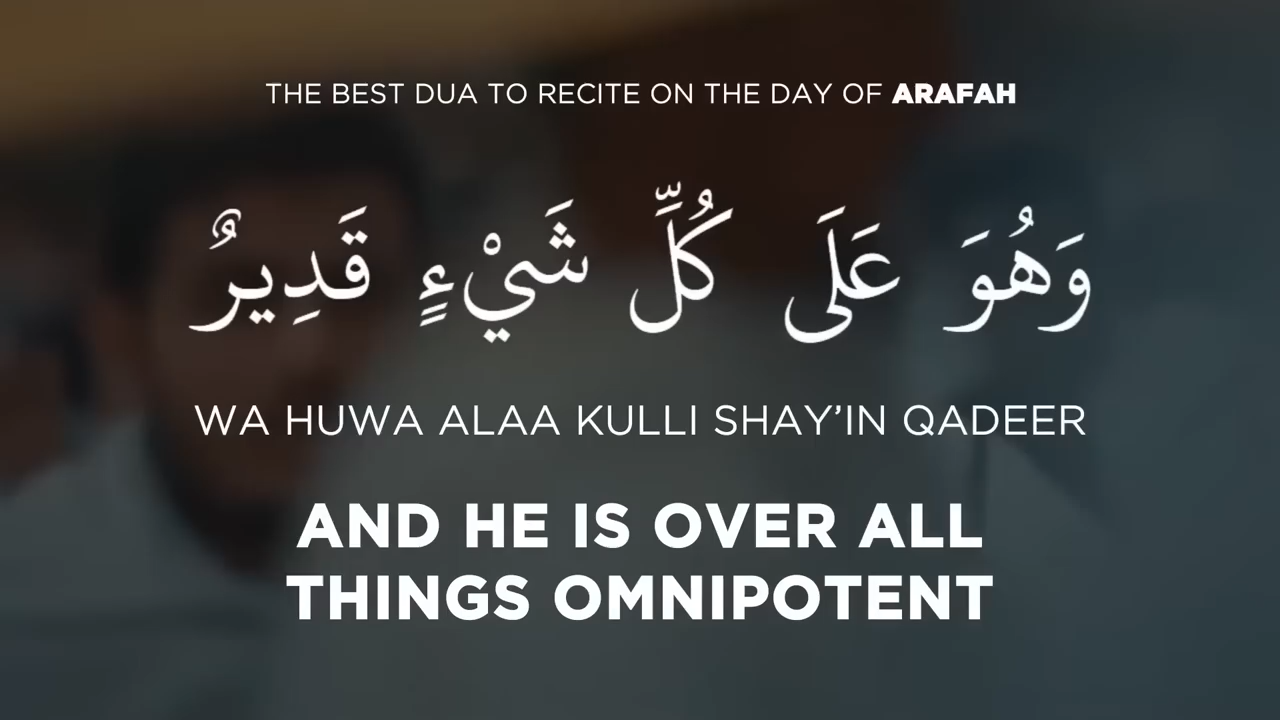 THE BEST DUA TO RECITE ON THE DAY OF ARAFAH
وَهُوَ عَلَى كُلِّ شَيْءٍ قَدِيرٌ
WA HUWA ALAA KULLI SHAY’IN QADEER
AND HE IS OVER ALL
THINGS OMNIPOTENT